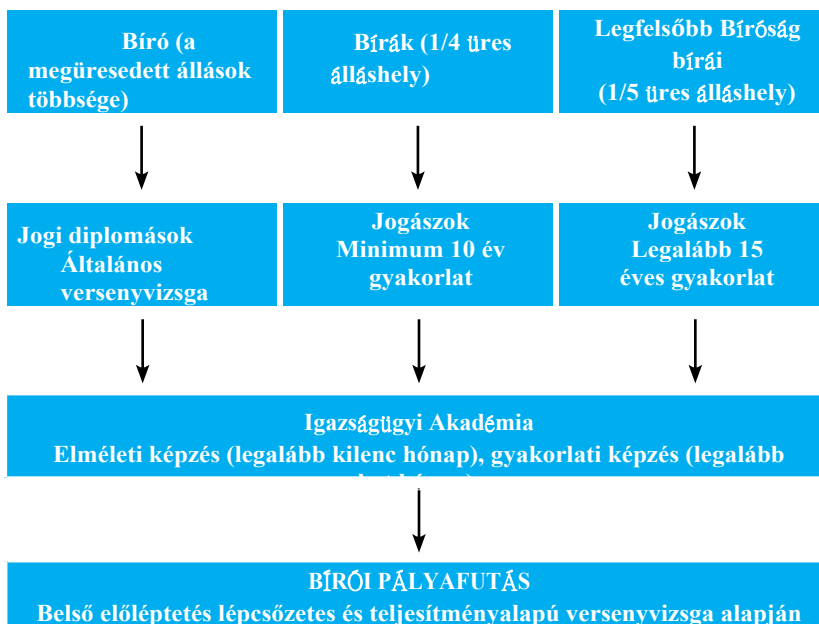 Bíró (a
megüresedett állások
többsége)
Bírák (1/4 üres
álláshely)
Legfelsőbb Bíróság
bírái
(1/5 üres álláshely)
Jogi diplomások
Általános
versenyvizsga
Jogászok
Minimum 10 év
gyakorlat
Jogászok
Legalább 15
éves gyakorlat
Igazságügyi Akadémia
Elméleti képzés (legalább kilenc hónap), gyakorlati képzés (legalább
BÍRÓI PÁLYAFUTÁS
Belső előléptetés lépcsőzetes és teljesítményalapú versenyvizsga alapján